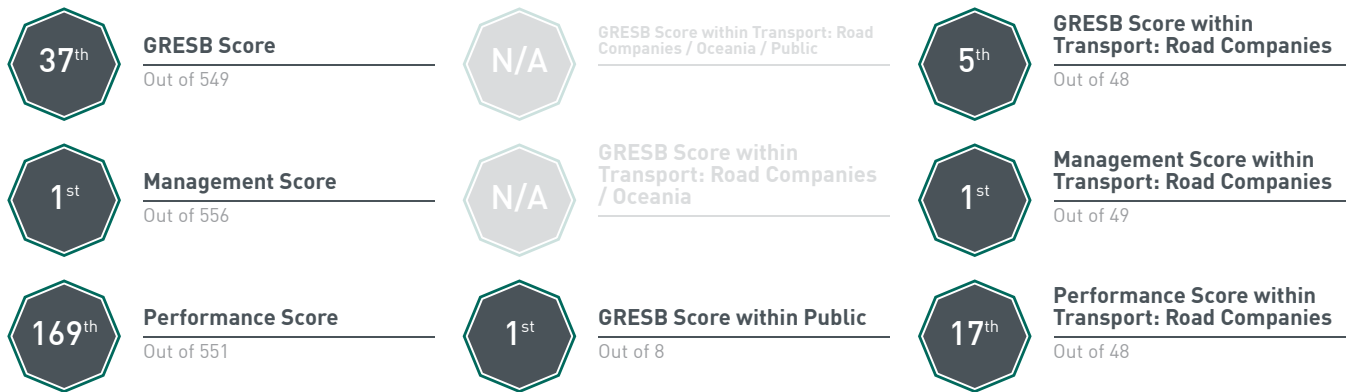 37th
GRESB Score
Out of 549
N/A
GRESB Score within Transport: Road
Companies / Oceania / Public
5th
GRESB Score within
Transport: Road Companies
Out of 48
1st
Management Score
Out of 556
N/A
GRESB Score within
Transport: Road Companies
/ Oceania
1st
Management Score within
Transport: Road Companies
Out of 49
169th
Performance Score
Out of 551
1st
GRESB Score within Public
Out of 8
17th
Performance Score within
Transport: Road Companies
Out of 48